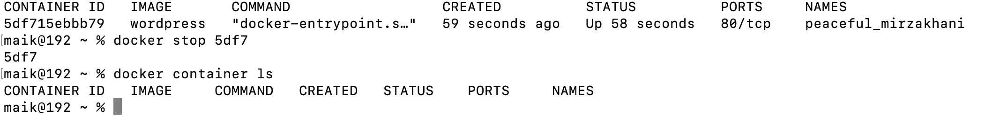 CONTAINER ID   IMAGE       COMMAND                  CREATED          STATUS          PORTS     NAMES
5df715ebbb79   wordpress   "docker-entrypoint.s…"   59 seconds ago   Up 58 seconds   80/tcp    peaceful_mirzakhani
[maik@192 ~ % docker stop 5df7
5df7
[maik@192 ~ % docker container ls
CONTAINER ID   IMAGE     COMMAND   CREATED   STATUS    PORTS     NAMES
maik@192 ~ %